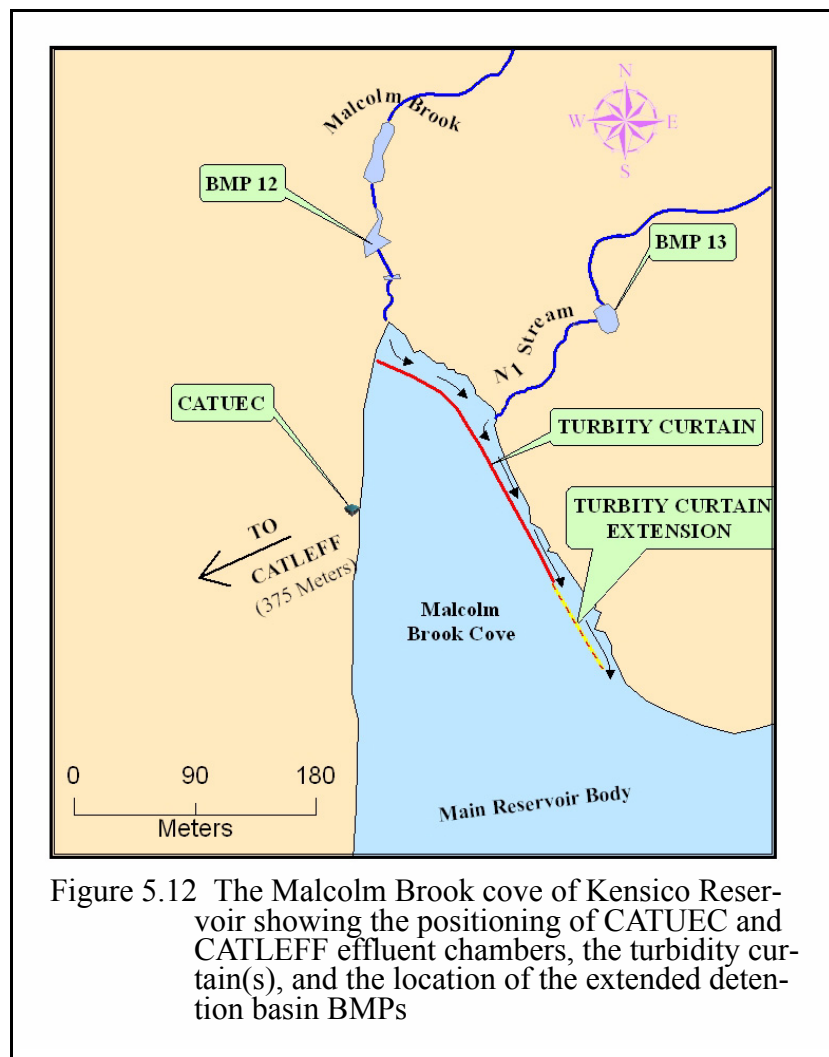 N
W E
S
Malcolm Brook
BMP 12
BMP 13
N1 Stream
CATUEC
TURBITY CURTAIN
TURBITY CURTAIN
EXTENSION
TO
CATLEFF
(375 Meters)
Malcolm
Brook Cove
0 90 180
Meters
Main Reservoir Body
Figure 5.12 The Malcolm Brook cove of Kensico Reser-
voir showing the positioning of CATUEC and
CATLEFF effluent chambers, the turbidity cur-
tain(s), and the location of the extended deten-
tion basin BMPs